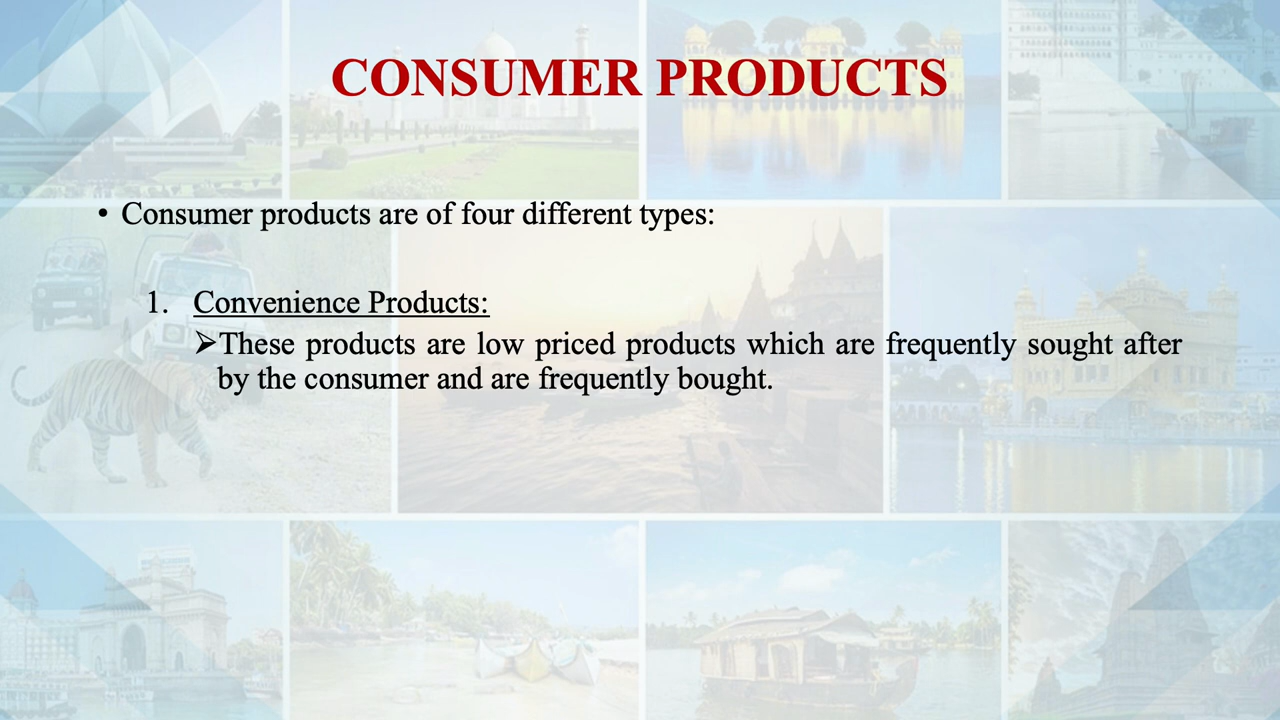 CONSUMER PRODUCTS
• Consumer products are of four different types:
1. Convenience Products:
➢These products are low priced products which are frequently sought after
by the consumer and are frequently bought.